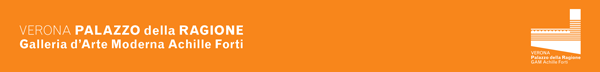 VERONA PALAZZO della RAGIONE
Galleria d'Arte Moderna Achille Forti
VERONA
Palazzo della Ragione
GAM Achille Forti